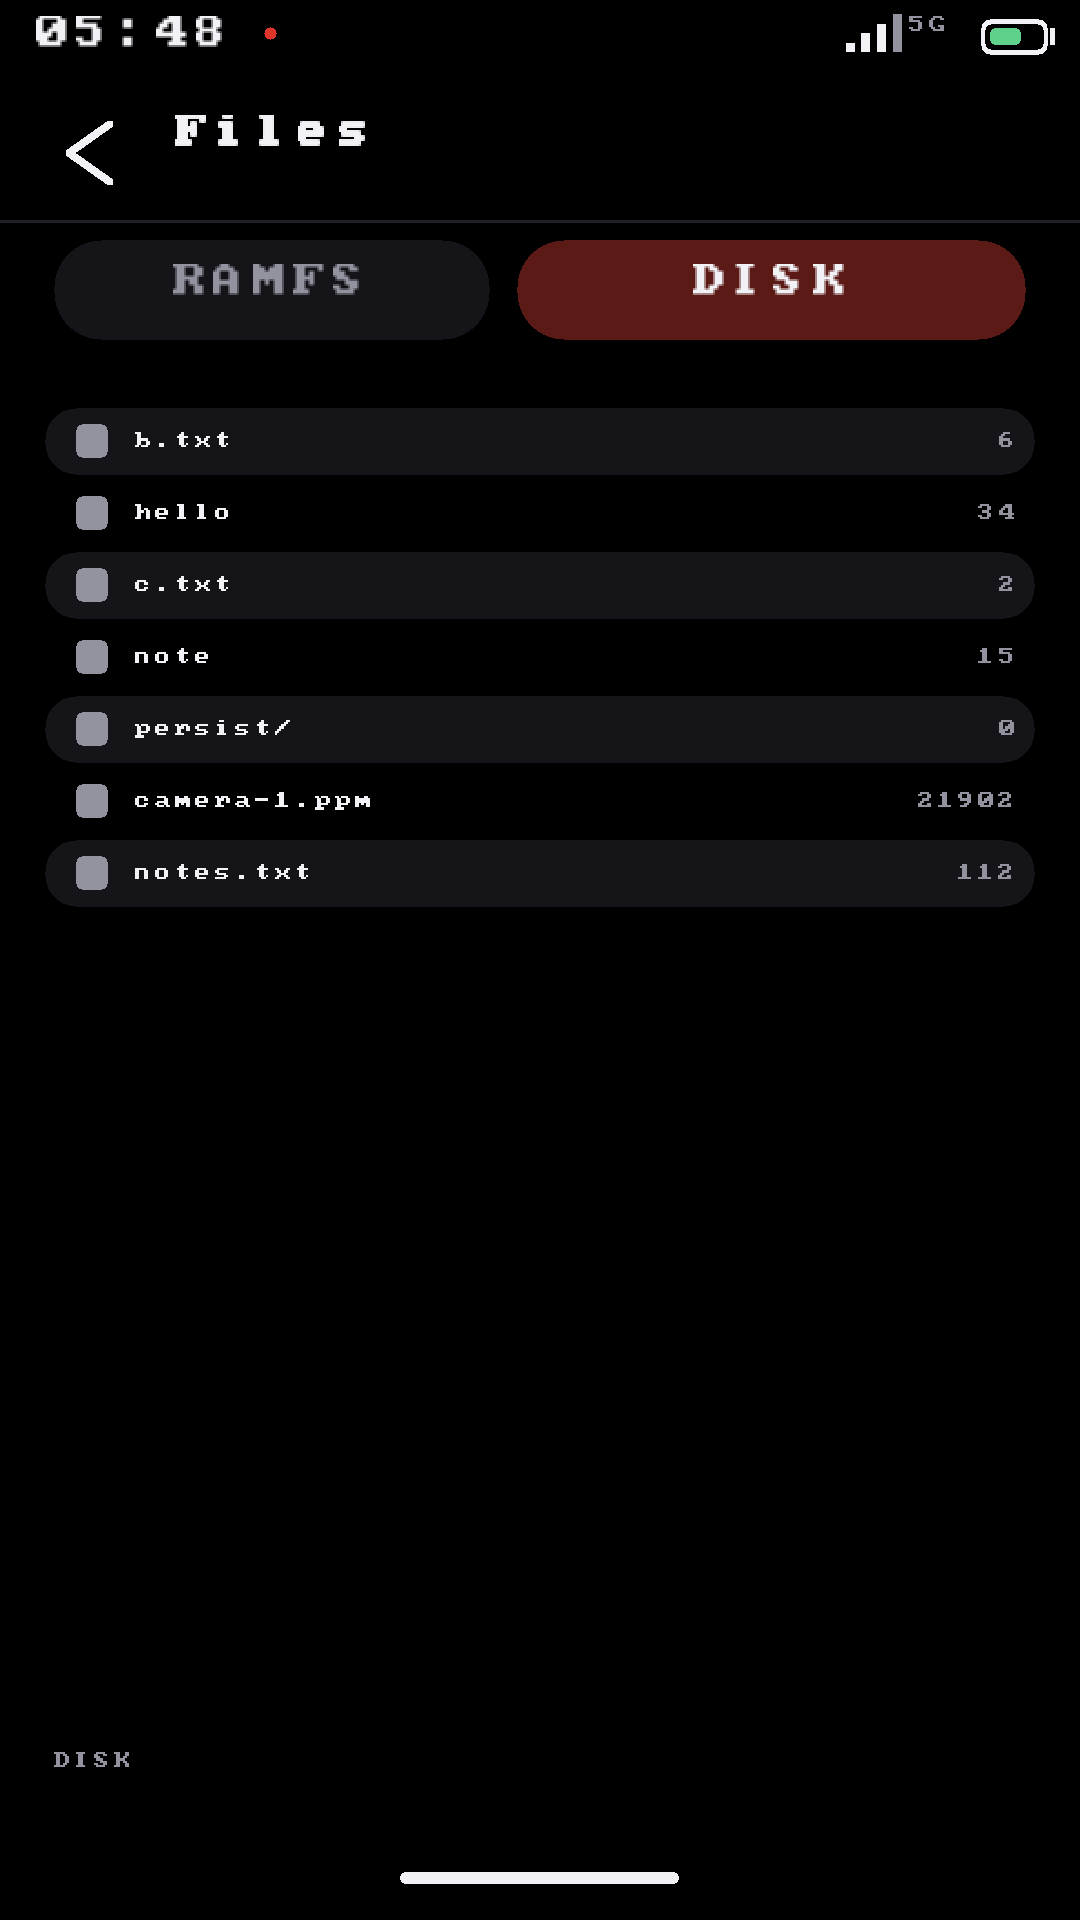 05:48 5G
Files
RAMFS DISK
b.txt 6
hello 34
c.txt 2
note 15
persist/ 0
camera-1.ppm 21902
notes.txt 112
DISK